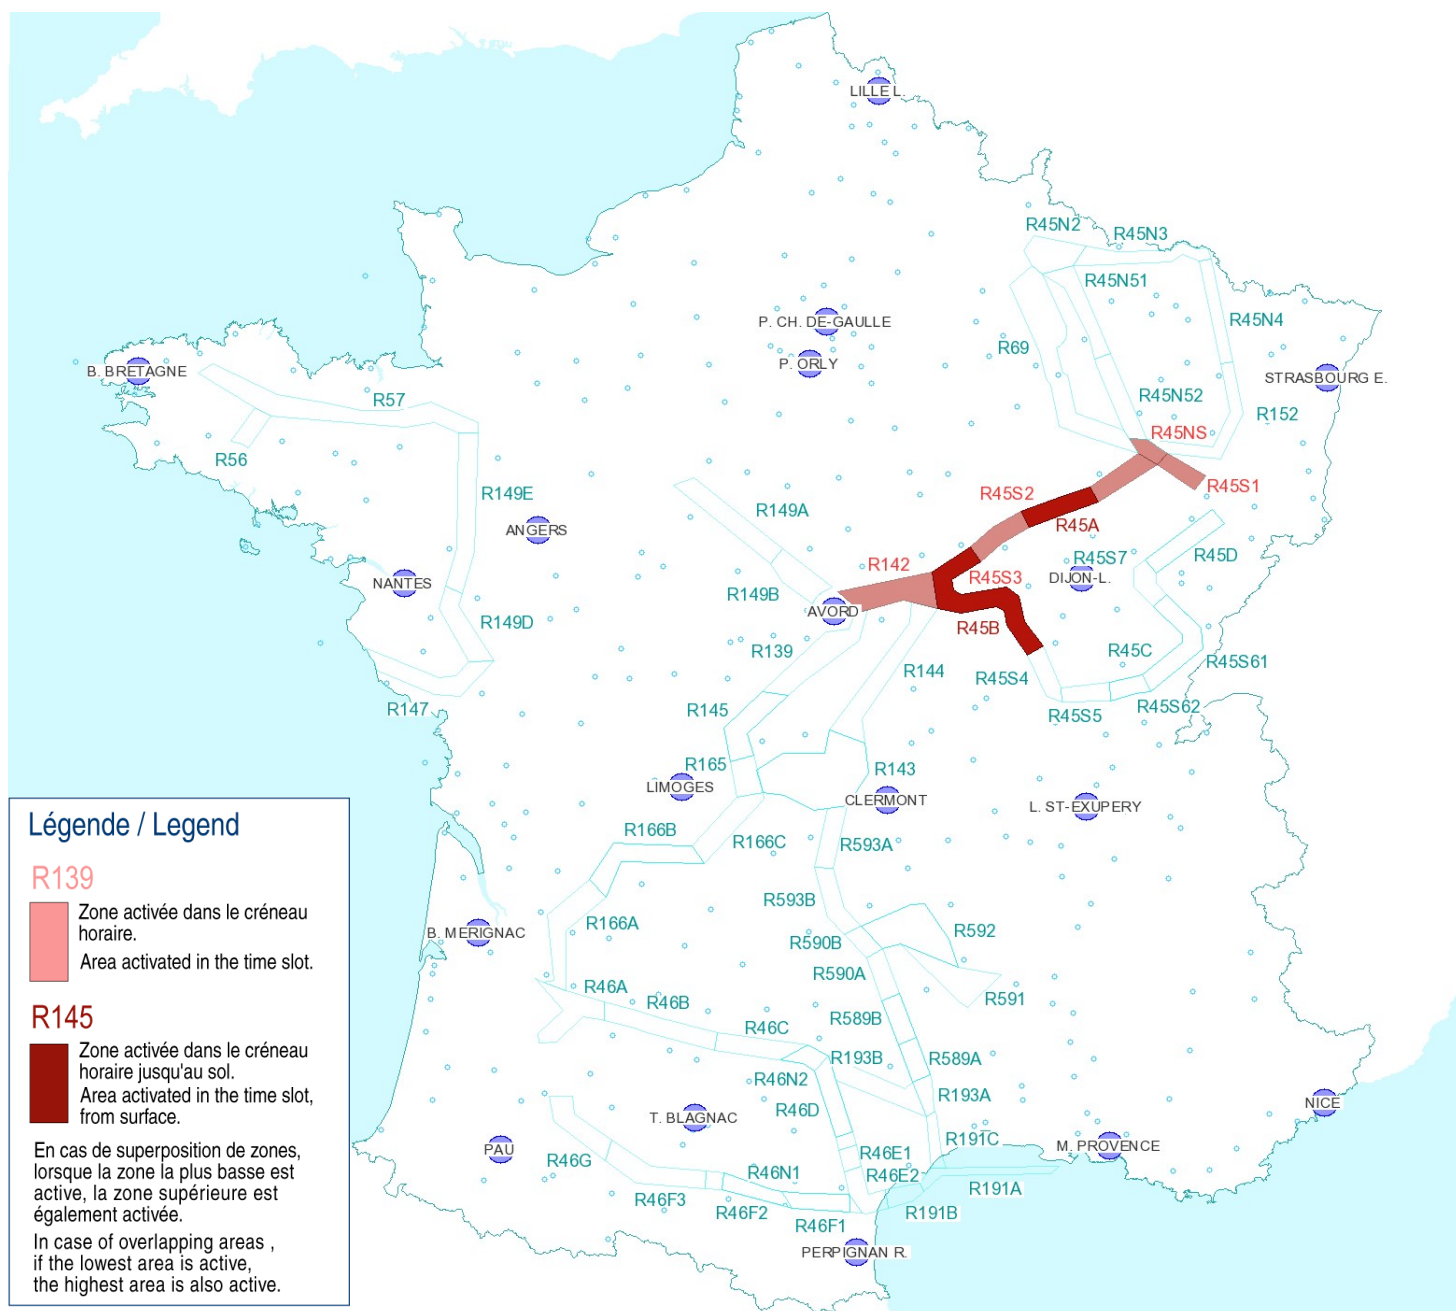 LILLE L.
R45N2
R45N3
R45N51
P. CH. DE-GAULLE
R45N4
R69
P. ORLY
B. BRETAGNE
STRASBOURG E.
R57
R45N52
R152
R45NS
R56
R149E
R45S2
R45S1
R149A
R45A
ANGERS
R45S7
R45D
R142
R45S3
DIJON-L.
NANTES
R149B
AVORD
R149D
R45B
R139
R45C
R45S61
R144
R45S4
R147
R145
R45S5
R45S62
R165
R143
LIMOGES
CLERMONT
L. ST-EXUPERY
R166B
R166C
R593A
R593B
R166A
B. MERIGNAC
R590B
R592
R590A
R46A
R46B
R591
R46C
R589B
R193B
R589A
R46N2
R193A
R46D
NICE
T. BLAGNAC
PAU
R191C
M. PROVENCE
R46G
R46E1
R46N1
R46E2
R191A
R46F3
R46F2
R46F1
R191B
PERPIGNAN R.
Légende / Legend
R139
Zone activée dans le créneau
horaire.
Area activated in the time slot.
R145
Zone activée dans le créneau
horaire jusqu'au sol.
Area activated in the time slot,
from surface.
En cas de superposition de zones,
lorsque la zone la plus basse est
active, la zone supérieure est
également activée.
In case of overlapping areas ,
if the lowest area is active,
the highest area is also active.